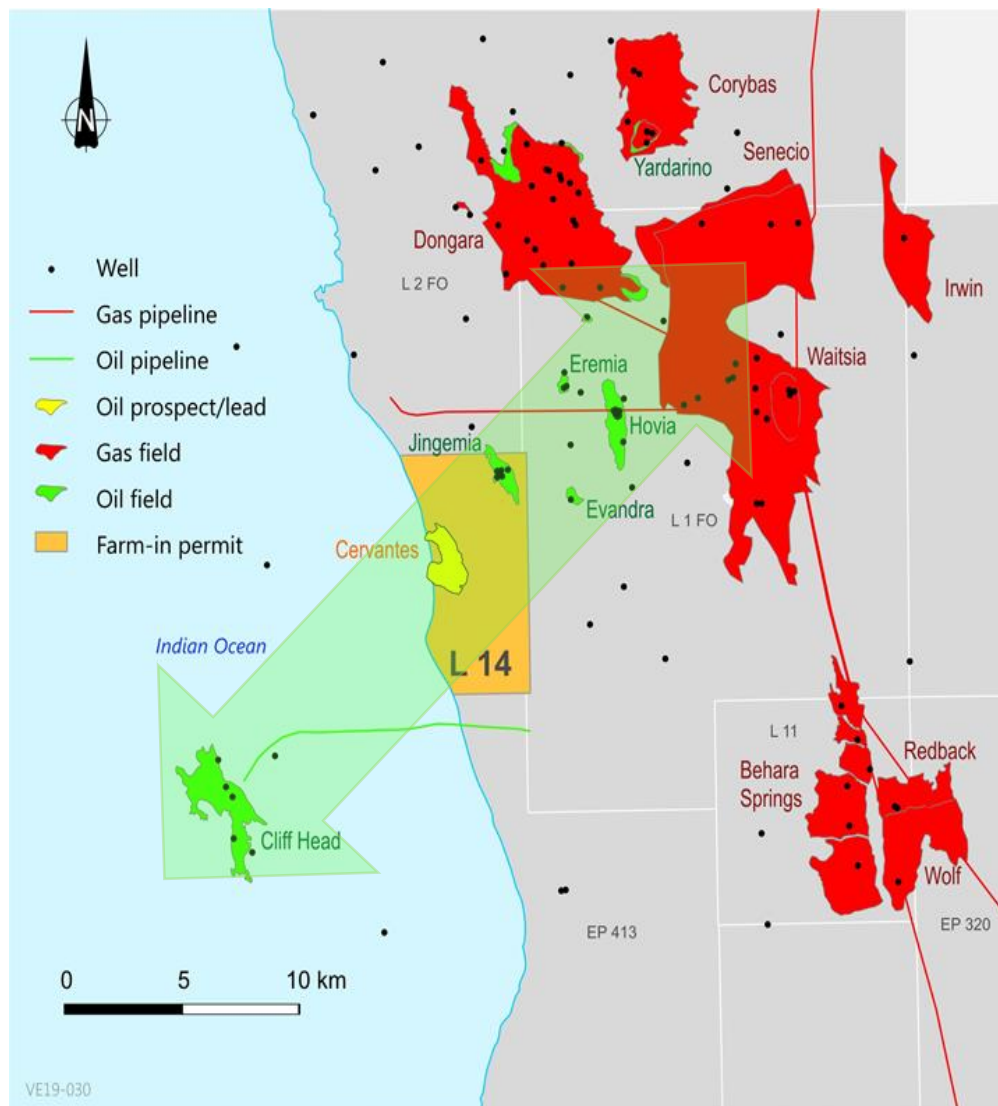 N
Corybas
Senecio
Yardarino
Dongara
L 2 FO
Irwin
Well
Gas pipeline
Oil pipeline
Oil prospect/lead
Gas field
Oil field
Farm-in permit
Eremia
Waitsia
Hovia
Jingemia
Evandra
L 1 FO
Cervantes
Indian Ocean
L 14
L 11
Redback
Behara
Springs
Cliff Head
Wolf
EP 413
EP 320
0 5 10 km
VE19-030